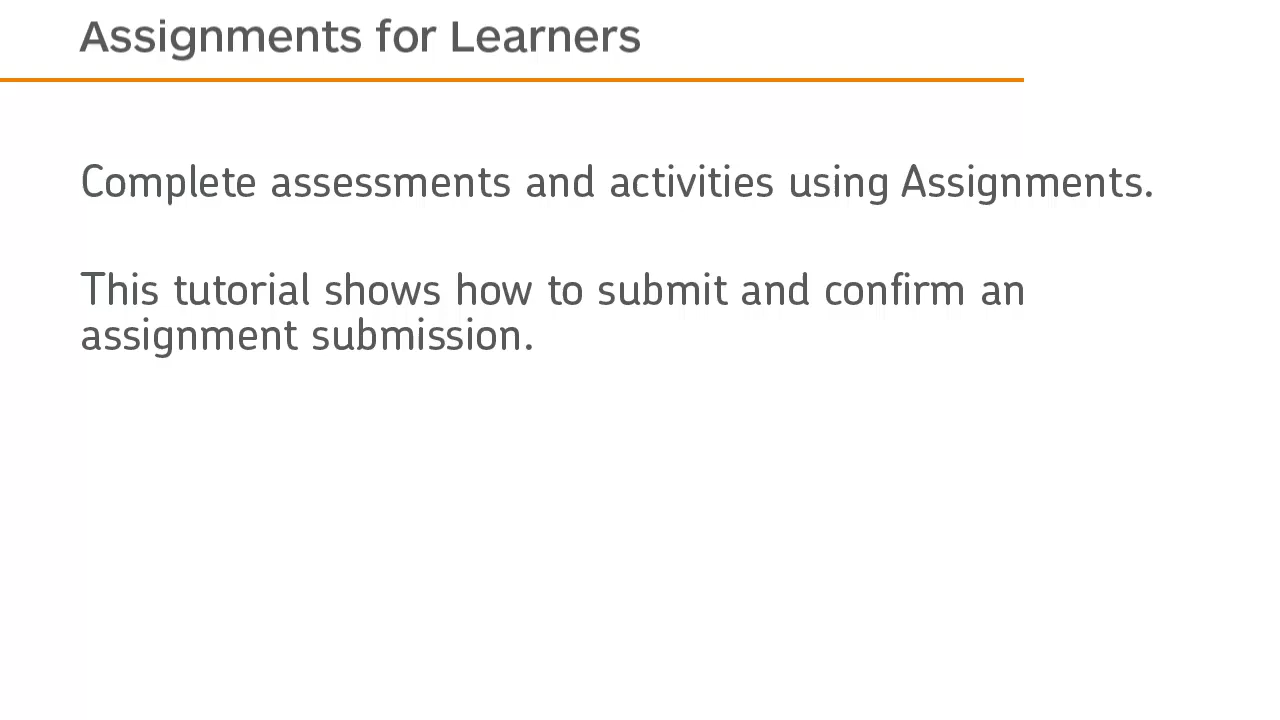 Assignments for Learners
Complete assessments and activities using Assignments.
This tutorial shows how to submit and confirm an
assignment submission.